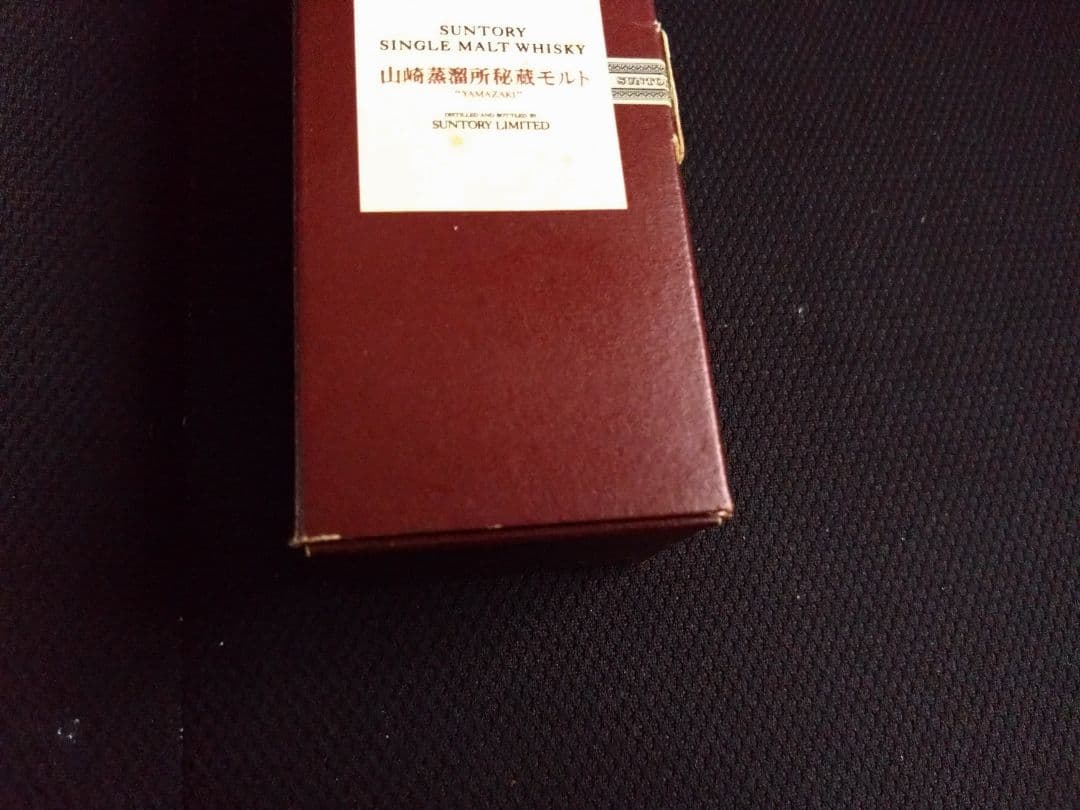 SUNTORY
SINGLE MALT WHISKY
山崎蒸溜所秘蔵モルト
"YAMAZAKI"
DISTILLED AND BOTTLED BY
SUNTORY LIMITED
SUNTO